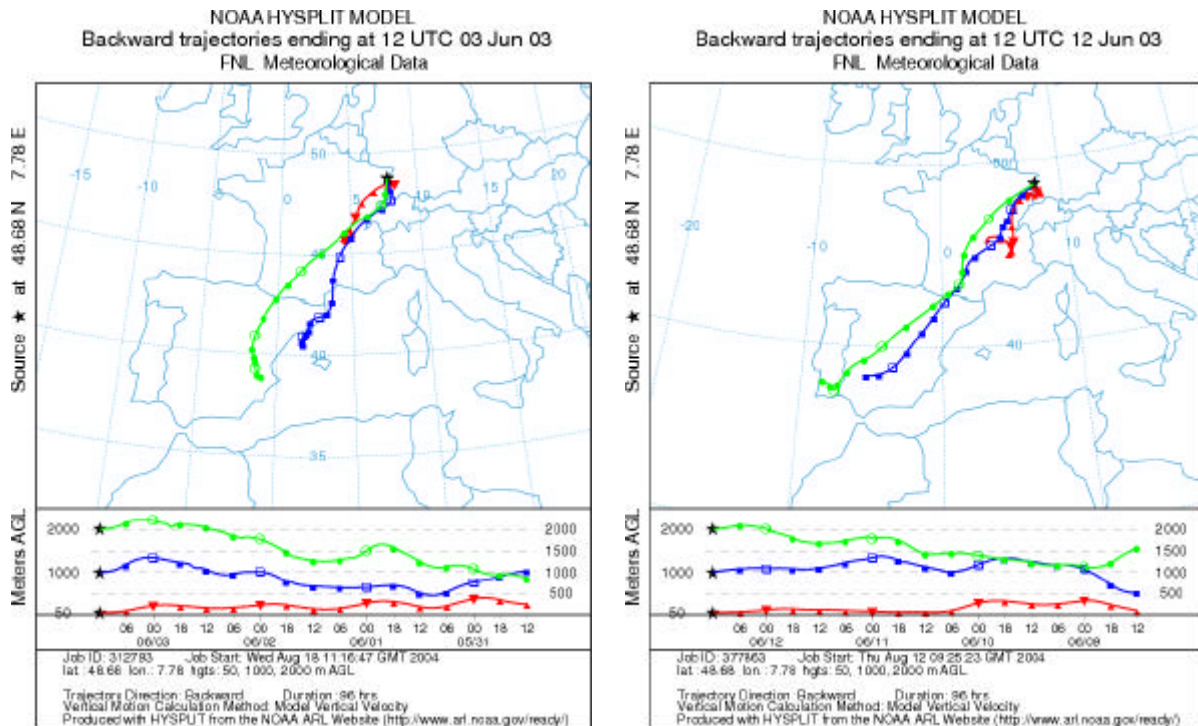 NOAA HYSPLIT MODEL
Backward trajectories ending at 12 UTC 03 Jun 03
FNL Meteorological Data
Source ★ at 48.68 N 7.78 E
-15
-10
50
0
5
10
15
20
45
40
35
Meters AGL
2000
1000
50
2000
1500
1000
500
06 00 18 12 06 00 18 12 06 00 18 12 06 00 18 12
06/03 06/02 06/01 05/31
Job ID: 312793 Job Start: Wed Aug 18 11:16:47 GMT 2004
lat.: 48.68 lon.: 7.78 hgts: 50, 1000, 2000 m AGL
Trajectory Direction: Backward Duration: 96 hrs
Vertical Motion Calculation Method: Model Vertical Velocity
Produced with HYSPLIT from the NOAA ARL Website (http://www.arl.noaa.gov/ready/)
NOAA HYSPLIT MODEL
Backward trajectories ending at 12 UTC 12 Jun 03
FNL Meteorological Data
Source ★ at 48.68 N 7.78 E
-20
-10
50
0
10
40
Meters AGL
2000
1000
50
2000
1500
1000
500
06 00 18 12 06 00 18 12 06 00 18 12 06 00 18 12
06/12 06/11 06/10 06/09
Job ID: 377863 Job Start: Thu Aug 12 09:25:23 GMT 2004
lat.: 48.68 lon.: 7.78 hgts: 50, 1000, 2000 m AGL
Trajectory Direction: Backward Duration: 96 hrs
Vertical Motion Calculation Method: Model Vertical Velocity
Produced with HYSPLIT from the NOAA ARL Website (http://www.arl.noaa.gov/ready/)